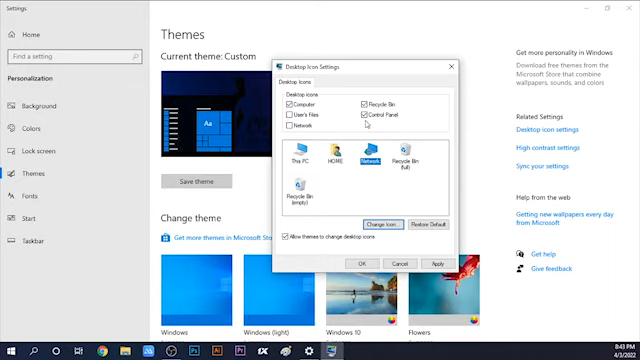 Settings
Home
Find a setting
Personalization
Background
Colors
Lock screen
Themes
Fonts
Start
Taskbar
Themes
Current theme: Custom
Aa
Save theme
Change theme
Get more themes in Microsoft Sto
Windows
Windows (light)
Windows 10
Flowers
Desktop Icon Settings
Desktop Icons
Desktop icons
Computer
Recycle Bin
User's Files
Control Panel
Network
This PC
HOME
Network
Recycle Bin
(full)
Recycle Bin
(empty)
Change Icon...
Restore Default
Allow themes to change desktop icons
OK
Cancel
Apply
Get more personality in Windows
Download free themes from the
Microsoft Store that combine
wallpapers, sounds, and colors
Related Settings
Desktop icon settings
High contrast settings
Sync your settings
Help from the web
Getting new wallpapers every day
from Microsoft
Get help
Give feedback
Ps
Ai
Pr
8:43 PM
4/3/2022